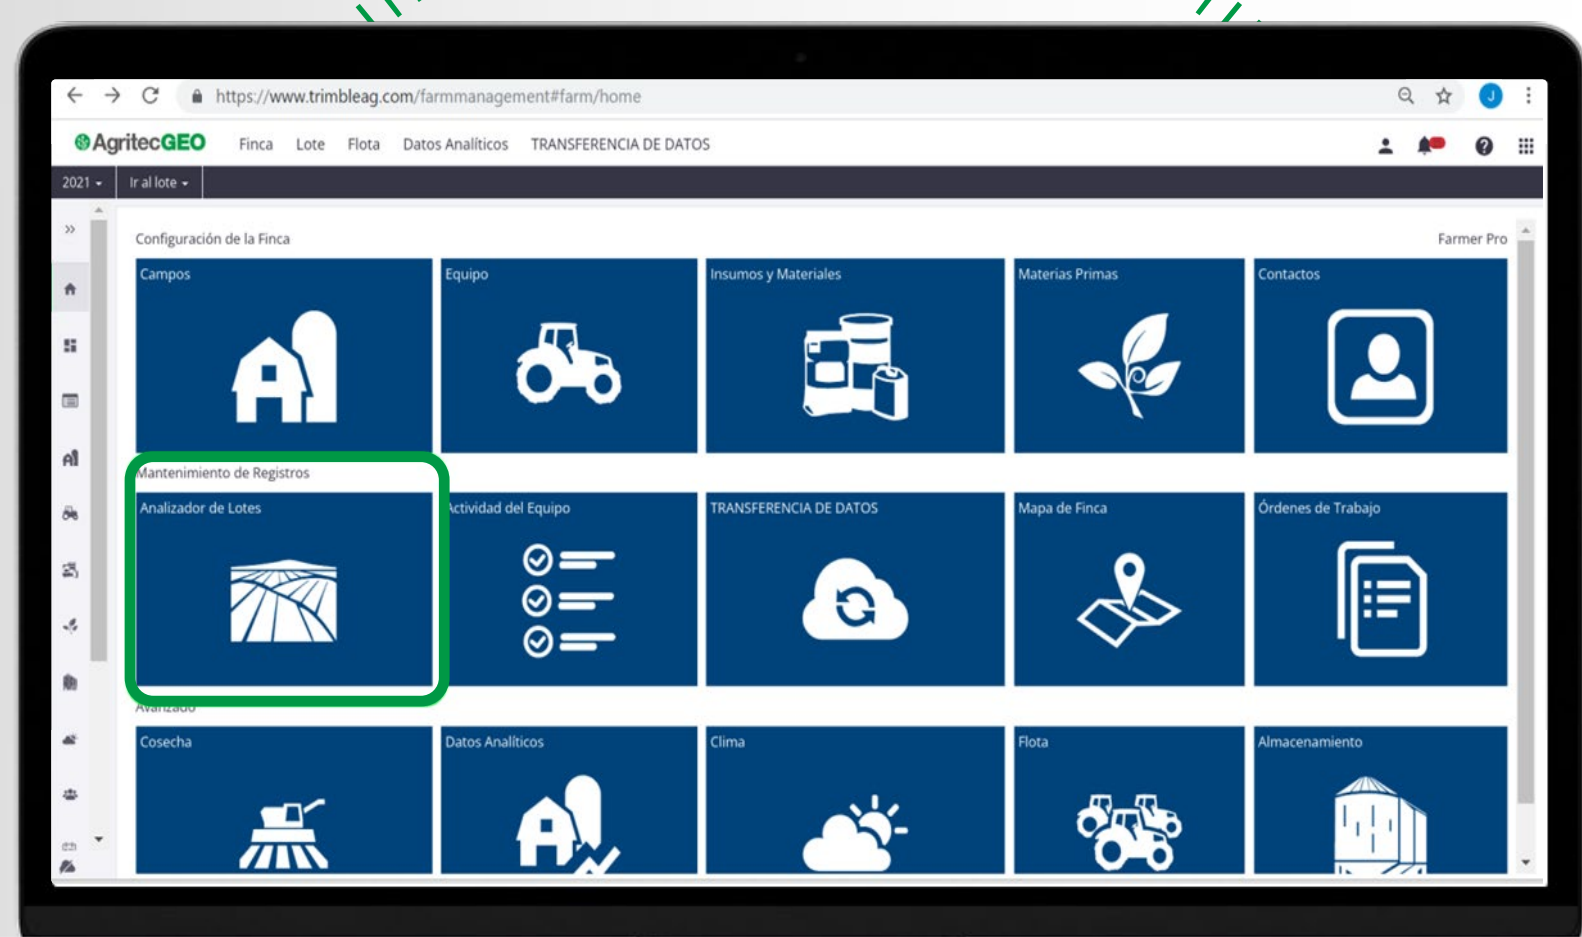 https://www.trimbleag.com/farmmanagement#farm/home
J
AgritecGEO Finca Lote Flota Datos Analíticos TRANSFERENCIA DE DATOS
2021 Ir al lote
Configuración de la Finca Farmer Pro
Campos Equipo Insumos y Materiales Materias Primas Contactos
Mantenimiento de Registros
Analizador de Lotes Actividad del Equipo TRANSFERENCIA DE DATOS Mapa de Finca Órdenes de Trabajo
Avanzado
Cosecha Datos Analíticos Clima Flota Almacenamiento